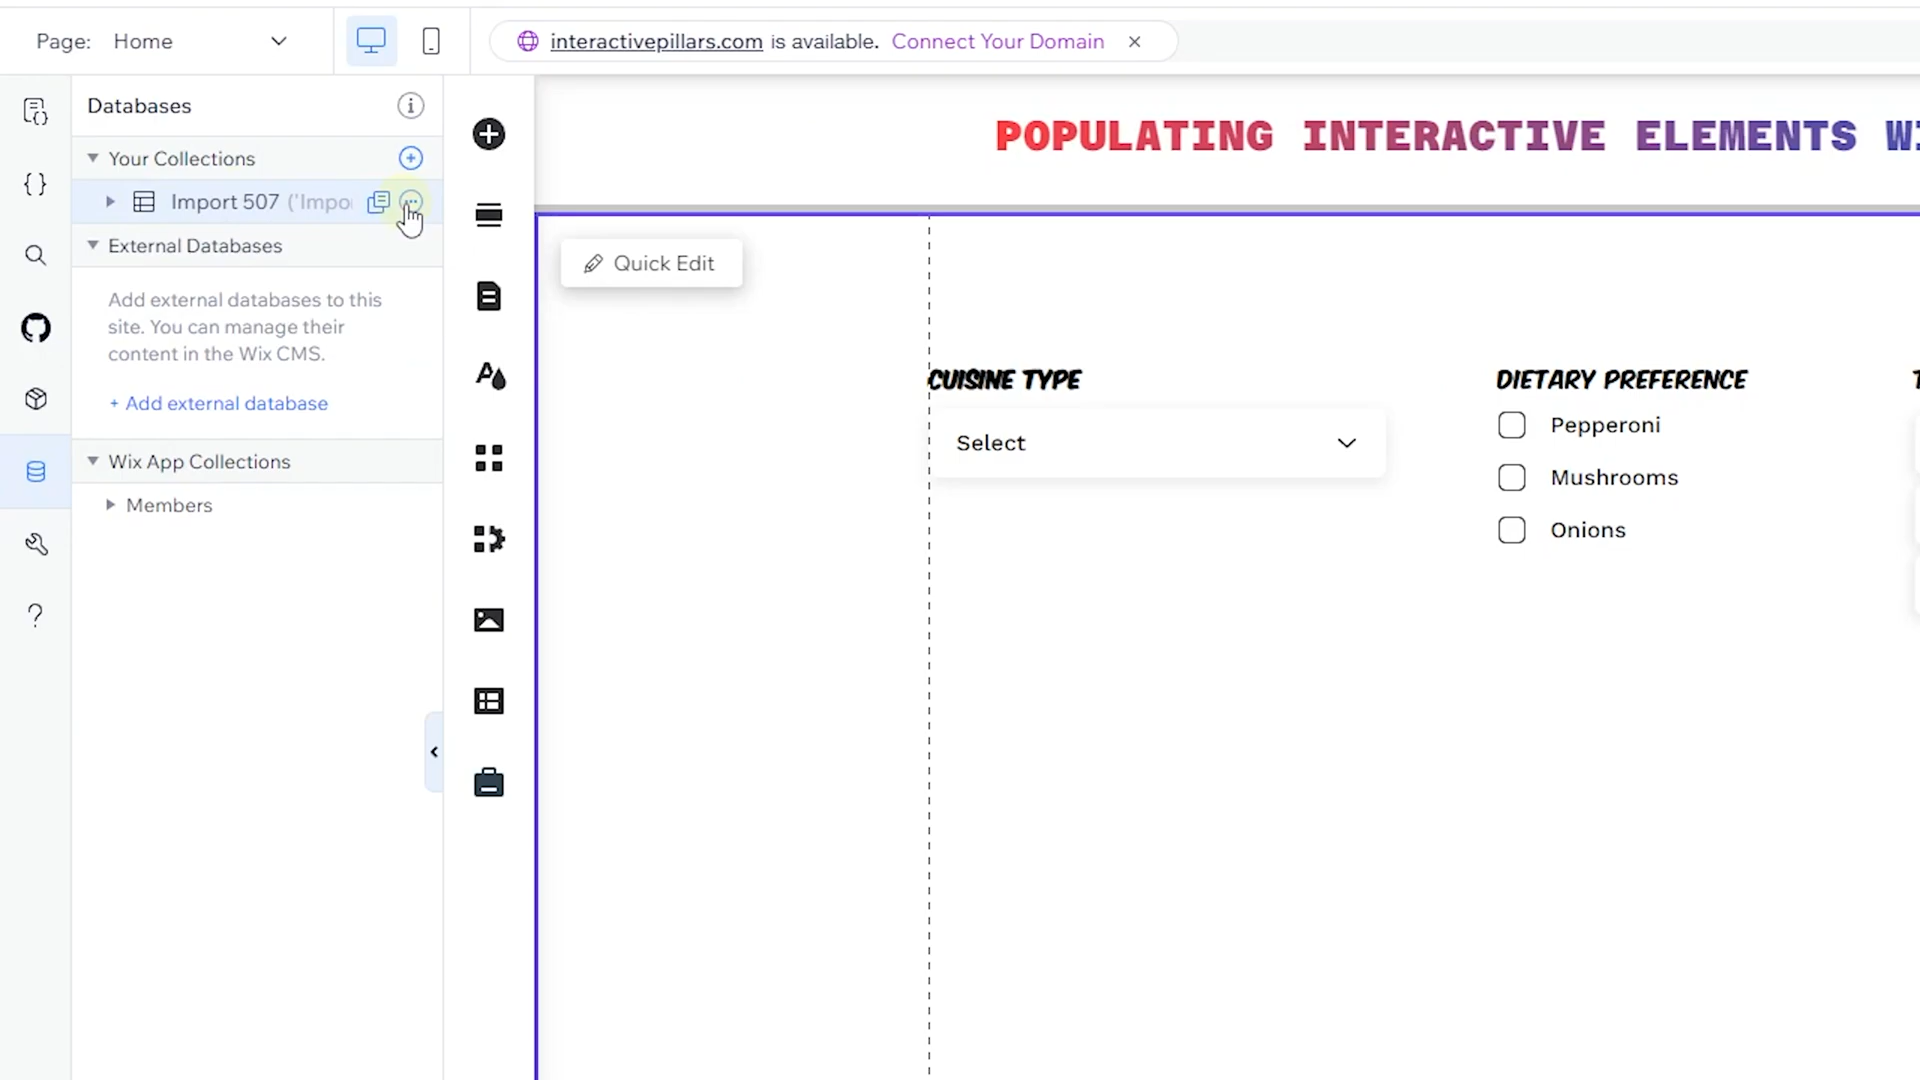 Page: Home
interactivepillars.com is available. Connect Your Domain
Databases
Your Collections
Import 507 ('Impo
External Databases
Add external databases to this
site. You can manage their
content in the Wix CMS.
+ Add external database
Wix App Collections
Members
POPULATING INTERACTIVE ELEMENTS
Quick Edit
CUISINE TYPE
Select
DIETARY PREFERENCE
Pepperoni
Mushrooms
Onions